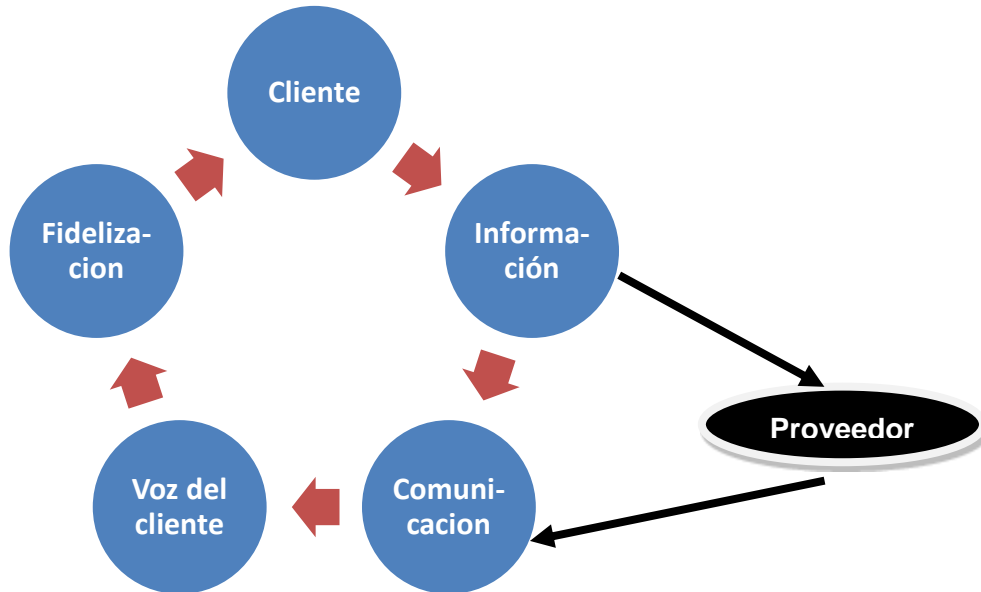 Cliente
Informa-
ción
Proveedor
Comuni-
cacion
Voz del
cliente
Fideliza-
cion